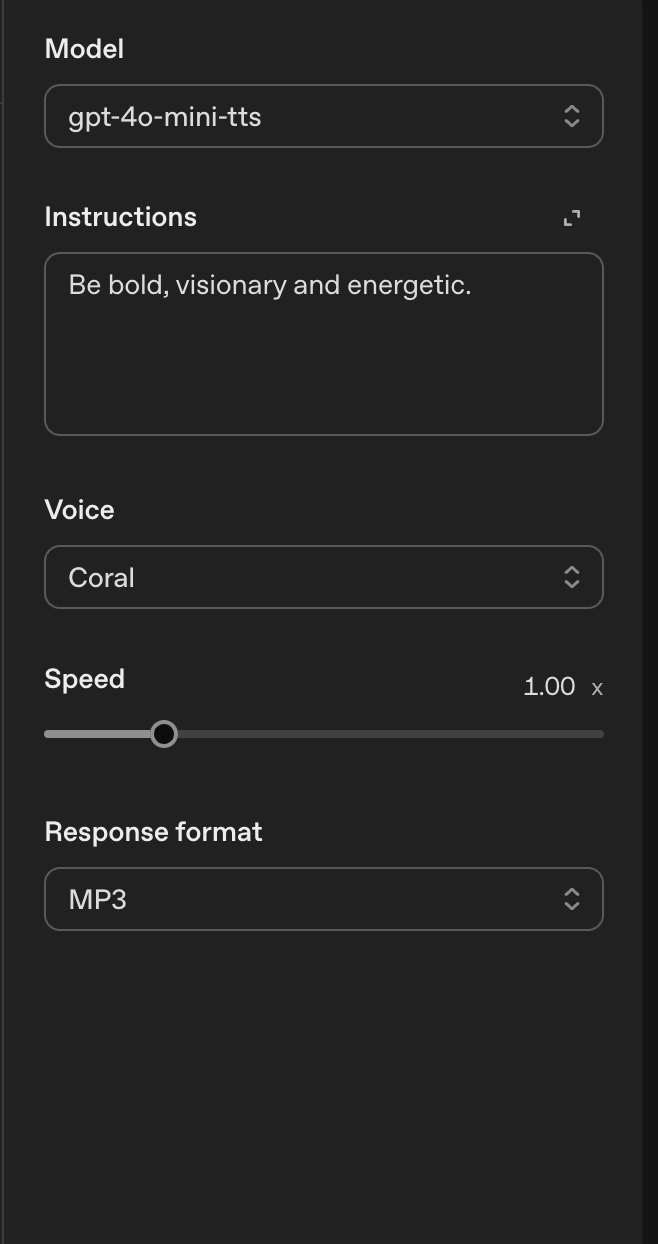 Model
gpt-4o-mini-tts
Instructions
Be bold, visionary and energetic.
Voice
Coral
Speed
1.00 x
Response format
MP3